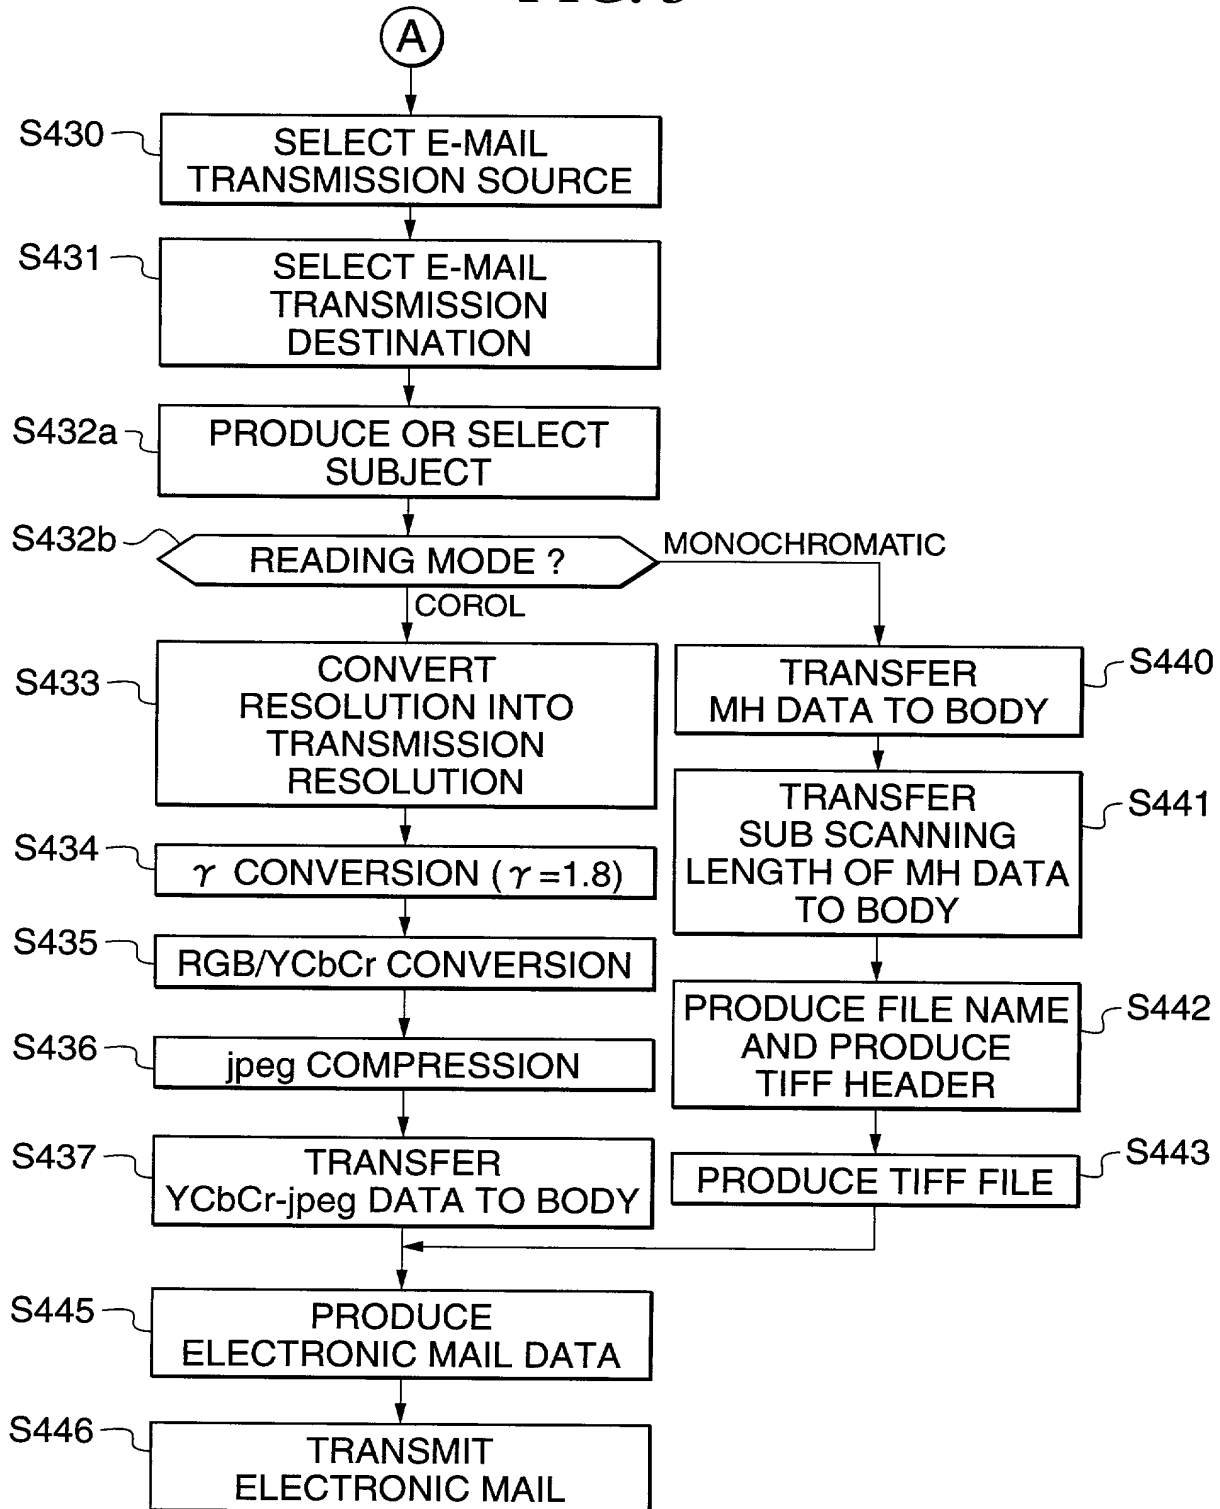 A
S430
SELECT E-MAIL
TRANSMISSION SOURCE
S431
SELECT E-MAIL
TRANSMISSION
DESTINATION
S432a
PRODUCE OR SELECT
SUBJECT
S432b
READING MODE ?
MONOCHROMATIC
COROL
S433
CONVERT
RESOLUTION INTO
TRANSMISSION
RESOLUTION
S434
γ CONVERSION (γ=1.8)
S435
RGB/YCbCr CONVERSION
S436
jpeg COMPRESSION
S437
TRANSFER
YCbCr-jpeg DATA TO BODY
S440
TRANSFER
MH DATA TO BODY
S441
TRANSFER
SUB SCANNING
LENGTH OF MH DATA
TO BODY
S442
PRODUCE FILE NAME
AND PRODUCE
TIFF HEADER
S443
PRODUCE TIFF FILE
S445
PRODUCE
ELECTRONIC MAIL DATA
S446
TRANSMIT
ELECTRONIC MAIL